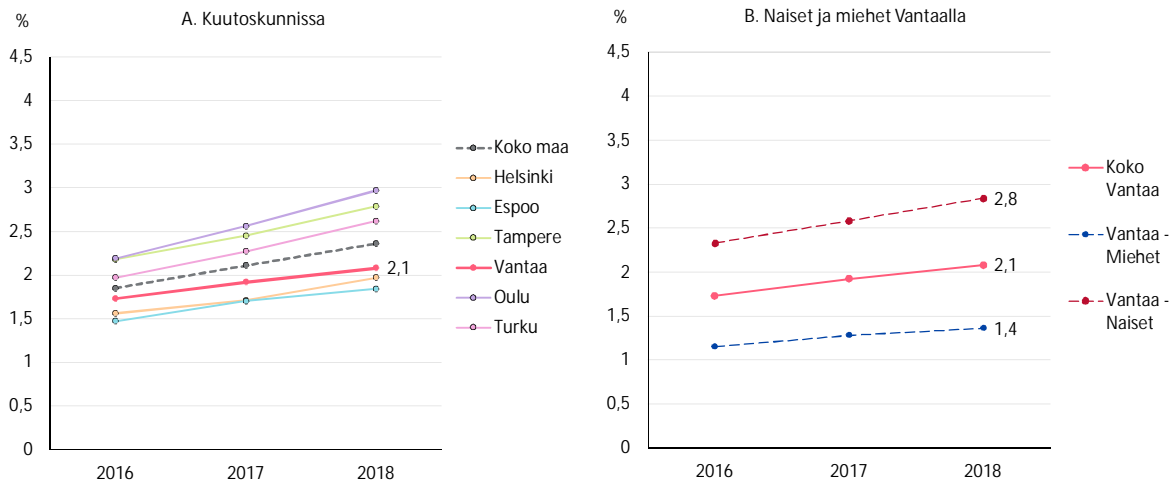 A. Kuutoskunnissa
%
4,5
4
3,5
3
2,5
2
1,5
1
0,5
0
2016
2017
2018
2,1
Koko maa
Helsinki
Espoo
Tampere
Vantaa
Oulu
Turku
B. Naiset ja miehet Vantaalla
%
4,5
4
3,5
3
2,5
2
1,5
1
0,5
0
2016
2017
2018
2,8
2,1
1,4
Koko
Vantaa
Vantaa -
Miehet
Vantaa -
Naiset